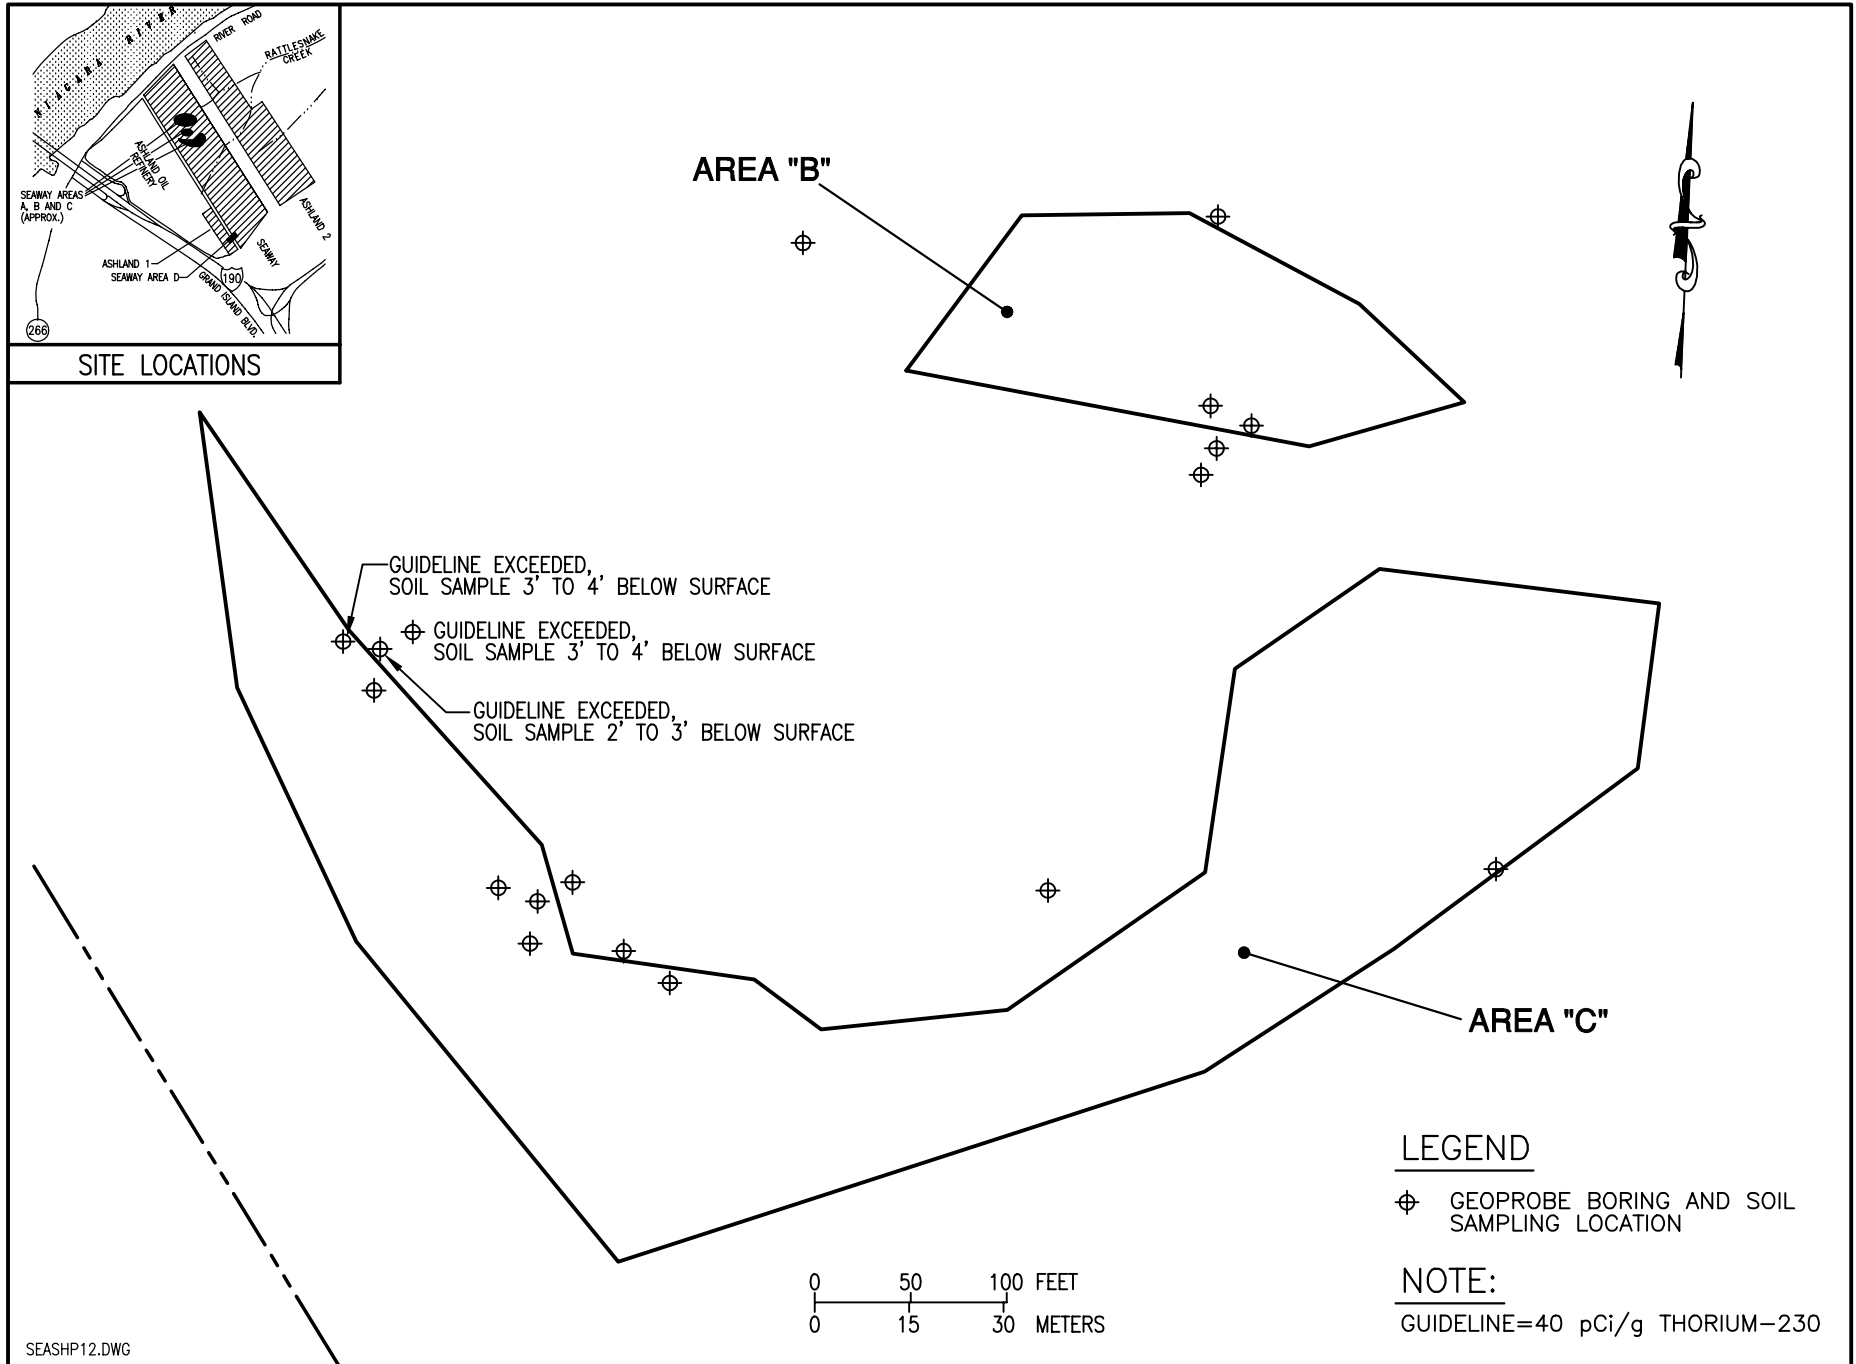 NIAGARA RIVER
RIVER ROAD
RATTLESNAKE
CREEK
ASHLAND OIL
REFINERY
SEAWAY AREAS
A, B AND C
(APPROX.)
ASHLAND 2
SEAWAY
ASHLAND 1
SEAWAY AREA D
190
GRAND ISLAND BLVD.
266
SITE LOCATIONS
AREA "B"
GUIDELINE EXCEEDED,
SOIL SAMPLE 3' TO 4' BELOW SURFACE
GUIDELINE EXCEEDED,
SOIL SAMPLE 3' TO 4' BELOW SURFACE
GUIDELINE EXCEEDED,
SOIL SAMPLE 2' TO 3' BELOW SURFACE
AREA "C"
LEGEND
GEOPROBE BORING AND SOIL
SAMPLING LOCATION
0 50 100 FEET
0 15 30 METERS
NOTE:
GUIDELINE=40 pCi/g THORIUM-230
SEASHP12.DWG